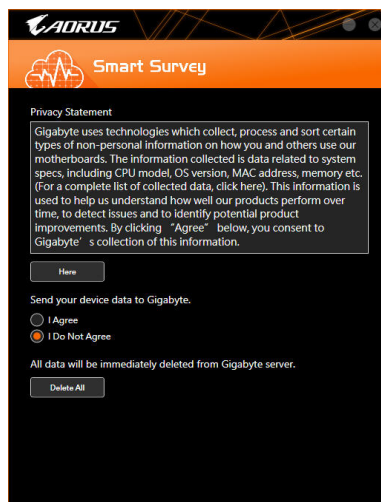 AORUS
Smart Survey
Privacy Statement
Gigabyte uses technologies which collect, process and sort certain
types of non-personal information on how you and others use our
motherboards. The information collected is data related to system
specs, including CPU model, OS version, MAC address, memory etc.
(For a complete list of collected data, click here). This information is
used to help us understand how well our products perform over
time, to detect issues and to identify potential product
improvements. By clicking “Agree” below, you consent to
Gigabyte’s collection of this information.
Here
Send your device data to Gigabyte.
I Agree
I Do Not Agree
All data will be immediately deleted from Gigabyte server.
Delete All